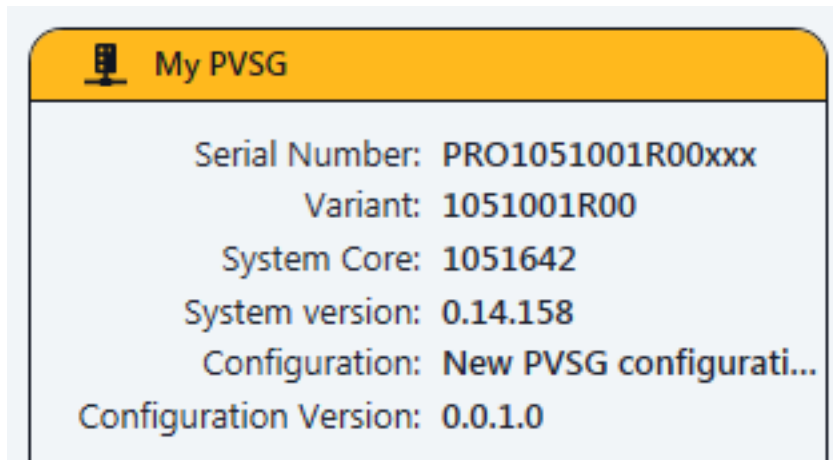 My PVSG
Serial Number: PRO1051001R00xxx
Variant: 1051001R00
System Core: 1051642
System version: 0.14.158
Configuration: New PVSG configurati...
Configuration Version: 0.0.1.0